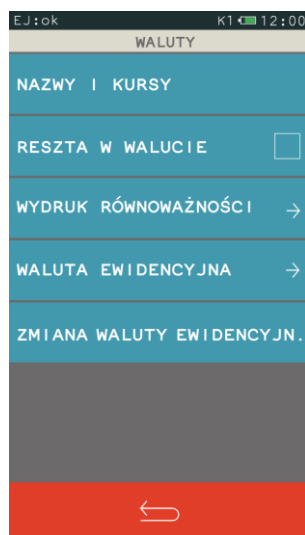 EJ:ok K1 12:00
WALUTY
NAZWY I KURSY
RESZTA W WALUCIE
WYDRUK RÓWNOWAŻNOŚCI
WALUTA EWIDENCYJNA
ZMIANA WALUTY EWIDENCYJN.